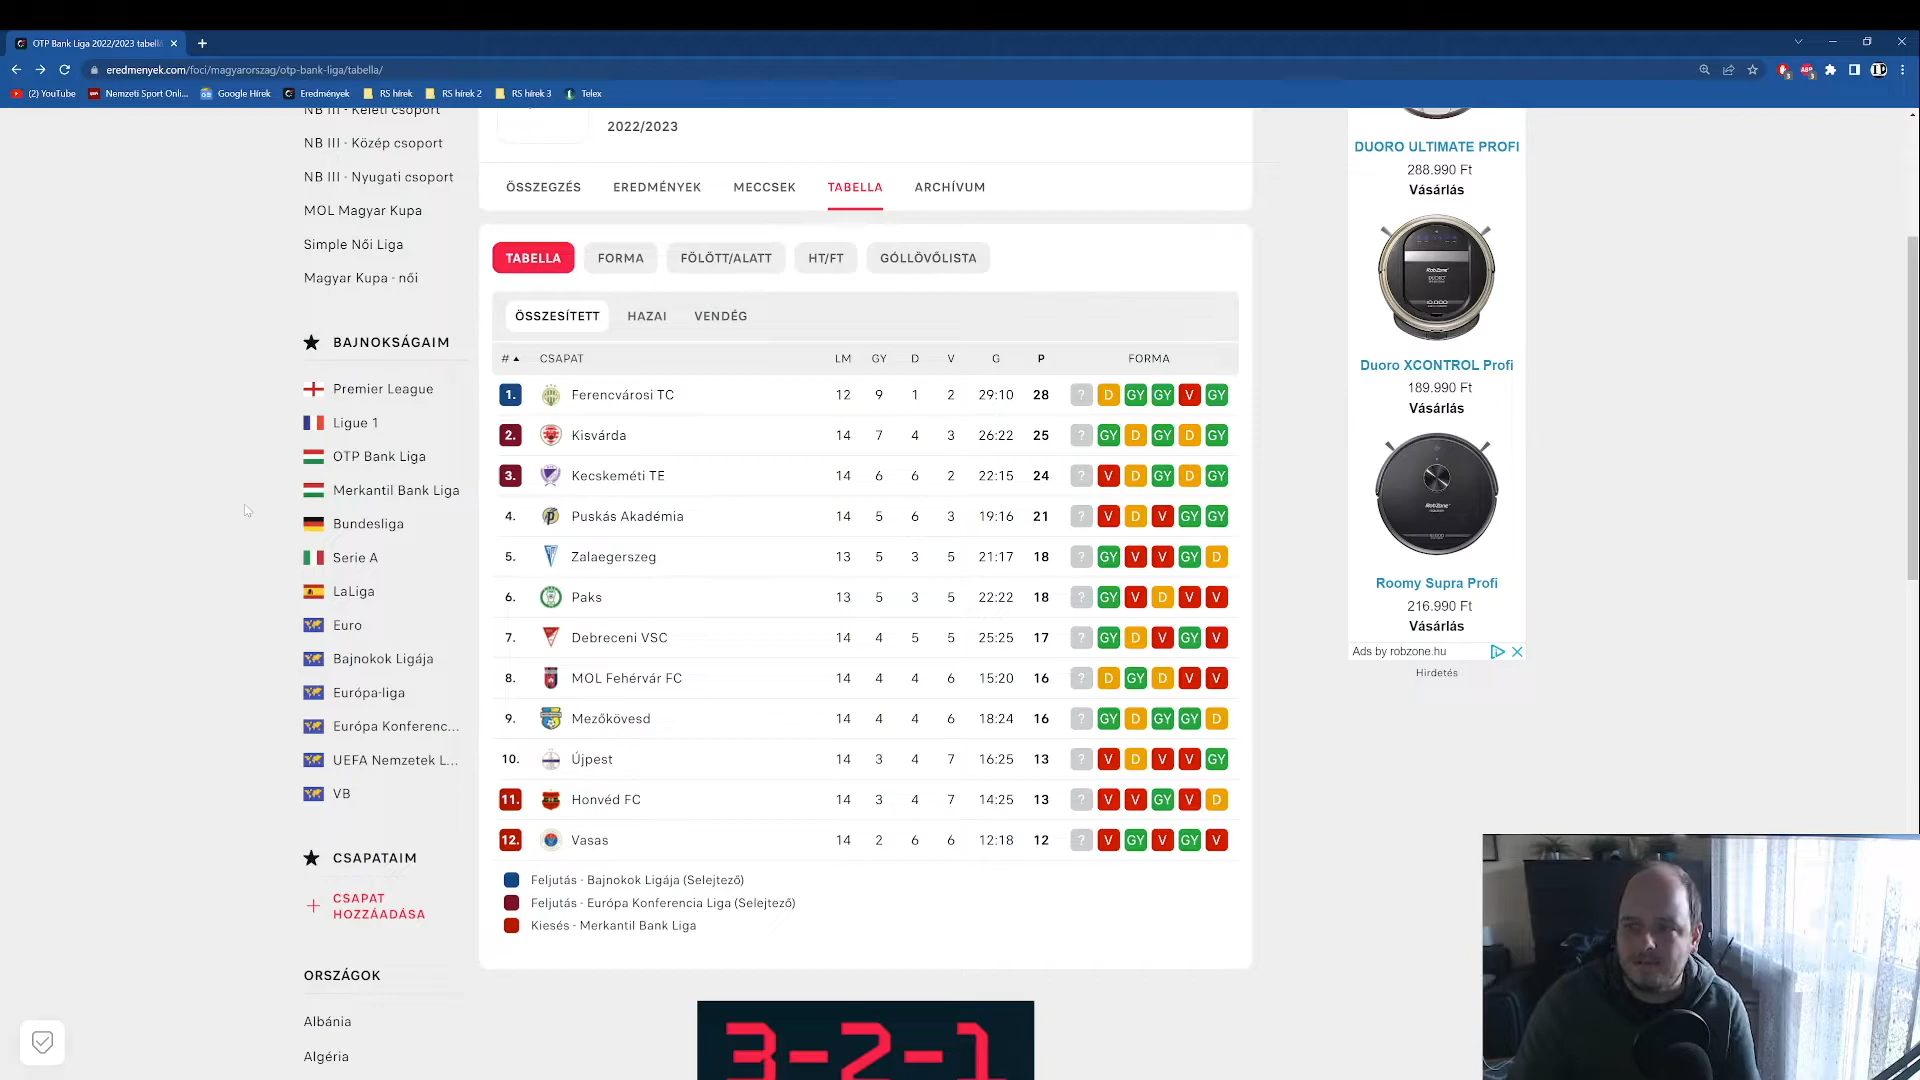 OTP Bank Liga 2022/2023 tabell
eredmenyek.com/foci/magyarorszag/otp-bank-liga/tabella/
(2) YouTube
Nemzeti Sport Onli...
Google Hírek
Eredmények
RS hírek
RS hírek 2
RS hírek 3
Telex
NB III - Keleti csoport
NB III - Közép csoport
NB III - Nyugati csoport
MOL Magyar Kupa
Simple Női Liga
Magyar Kupa - női
BAJNOKSÁGAIM
Premier League
Ligue 1
OTP Bank Liga
Merkantil Bank Liga
Bundesliga
Serie A
LaLiga
Euro
Bajnokok Ligája
Európa-liga
Európa Konferenc...
UEFA Nemzetek L...
VB
CSAPATAIM
+ CSAPAT
HOZZÁADÁSA
ORSZÁGOK
Albánia
Algéria
2022/2023
ÖSSZEGZÉS EREDMÉNYEK MECCSEK TABELLA ARCHÍVUM
TABELLA FORMA FÖLÖTT/ALATT HT/FT GÓLLÖVŐLISTA
ÖSSZESÍTETT HAZAI VENDÉG
# CSAPAT LM GY D V G P FORMA
1. Ferencvárosi TC 12 9 1 2 29:10 28 ? D GY GY V GY
2. Kisvárda 14 7 4 3 26:22 25 ? GY D GY D GY
3. Kecskeméti TE 14 6 6 2 22:15 24 ? V D GY D GY
4. Puskás Akadémia 14 5 6 3 19:16 21 ? V D V GY GY
5. Zalaegerszeg 13 5 3 5 21:17 18 ? GY V V GY D
6. Paks 13 5 3 5 22:22 18 ? GY V D V V
7. Debreceni VSC 14 4 5 5 25:25 17 ? GY D V GY V
8. MOL Fehérvár FC 14 4 4 6 15:20 16 ? D GY D V V
9. Mezőkövesd 14 4 4 6 18:24 16 ? GY D GY GY D
10. Újpest 14 3 4 7 16:25 13 ? V D V V GY
11. Honvéd FC 14 3 4 7 14:25 13 ? V V GY V D
12. Vasas 14 2 6 6 12:18 12 ? V GY V GY V
Feljutás - Bajnokok Ligája (Selejtező)
Feljutás - Európa Konferencia Liga (Selejtező)
Kiesés - Merkantil Bank Liga
3-2-1
DUORO ULTIMATE PROFI
288.990 Ft
Vásárlás
Duoro XCONTROL Profi
189.990 Ft
Vásárlás
Roomy Supra Profi
216.990 Ft
Vásárlás
Ads by robzone.hu
Hirdetés